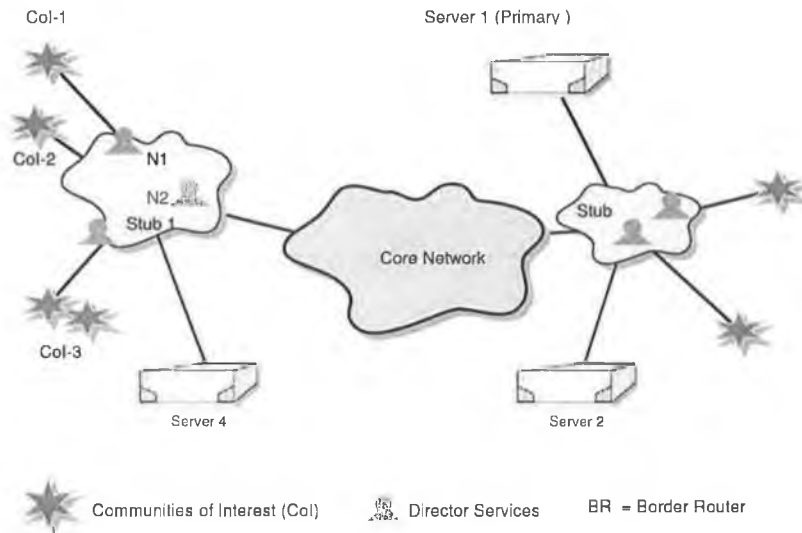 CoI-1
Server 1 (Primary )
CoI-2
N1
N2
Stub 1
Stub
Core Network
CoI-3
Server 4
Server 2
Communities of Interest (CoI)
Director Services
BR = Border Router